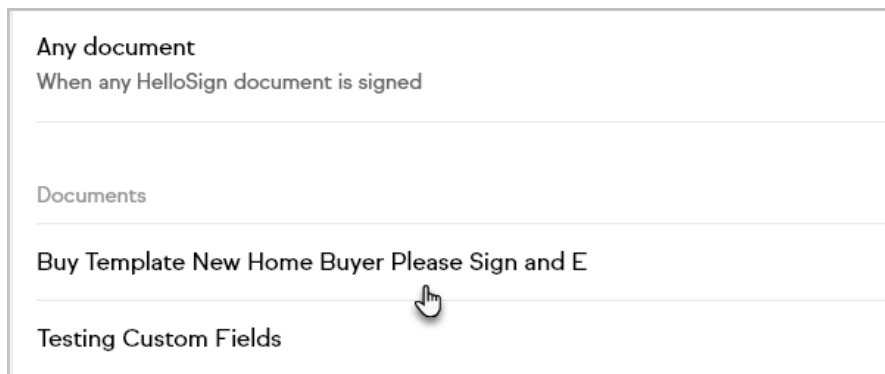 Any document
When any HelloSign document is signed
Documents
Buy Template New Home Buyer Please Sign and E
Testing Custom Fields